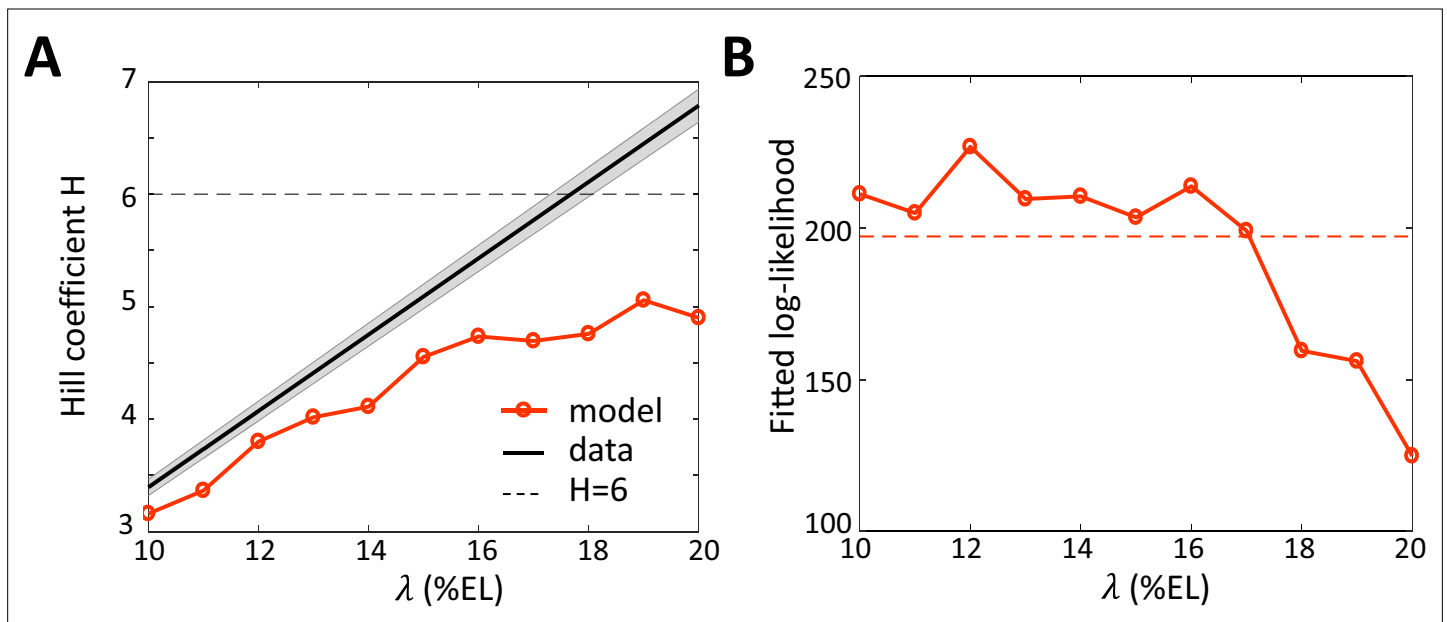 A
Hill coefficient H
7
6
5
4
3
10 12 14 16 18 20
λ (%EL)
model
data
H=6
B
Fitted log-likelihood
250
200
150
100
10 12 14 16 18 20
λ (%EL)